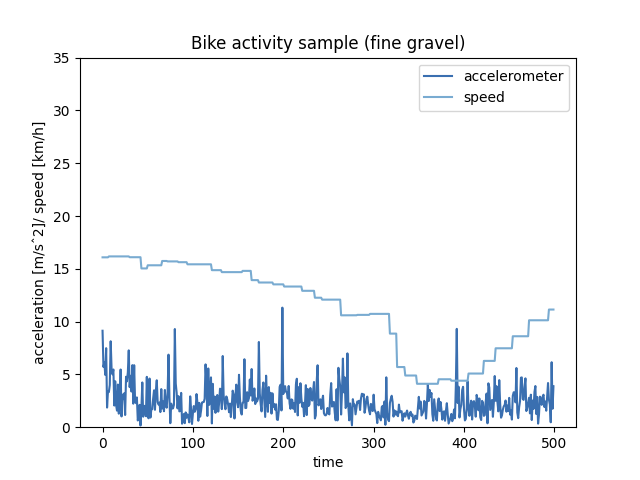 Bike activity sample (fine gravel)
accelerometer
speed
acceleration [m/sˆ2]/ speed [km/h]
35
30
25
20
15
10
5
0
0 100 200 300 400 500
time